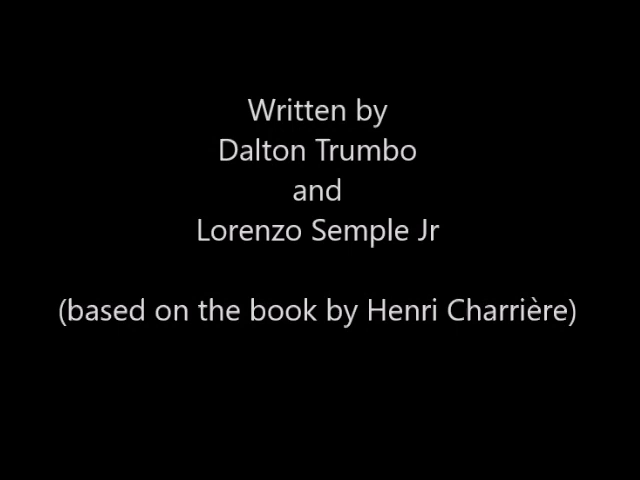 Written by
Dalton Trumbo
and
Lorenzo Semple Jr
(based on the book by Henri Charrière)